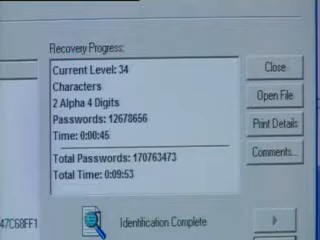 Recovery Progress:
Current Level: 34
Characters
2 Alpha 4 Digits
Passwords: 12678656
Time: 0:00:45
Total Passwords: 170763473
Total Time: 0:09:53
Close
Open File
Print Details
Comments...
47C68FF1
Identification Complete